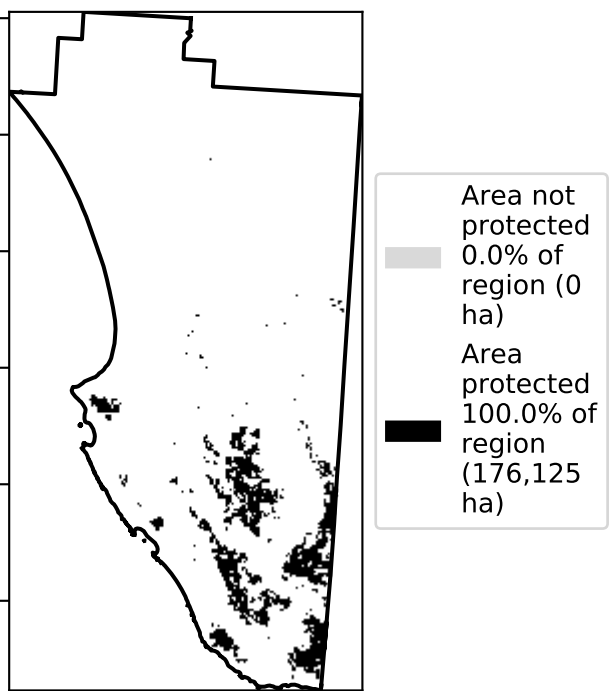 Area not
protected
0.0% of
region (0
ha)
Area
protected
100.0% of
region
(176,125
ha)